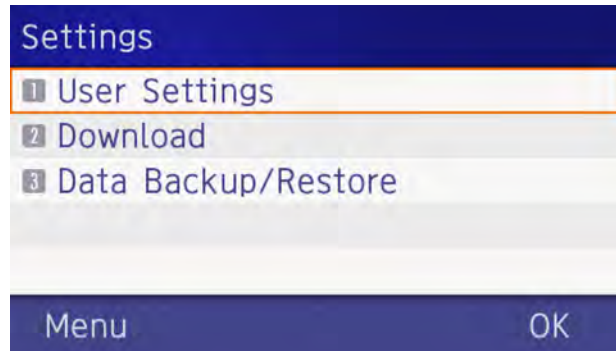 Settings
1 User Settings
2 Download
3 Data Backup/Restore
Menu OK